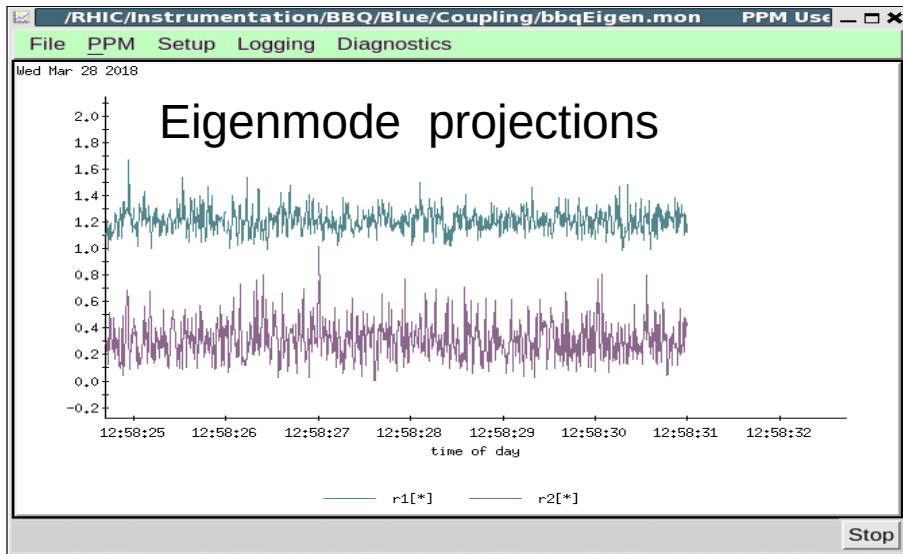 /RHIC/Instrumentation/BBQ/Blue/Coupling/bbqEigen.mon PPM Use
File PPM Setup Logging Diagnostics
Wed Mar 28 2018
Eigenmode projections
2.0
1.8
1.6
1.4
1.2
1.0
0.8
0.6
0.4
0.2
0.0
-0.2
12:58:25 12:58:26 12:58:27 12:58:28 12:58:29 12:58:30 12:58:31 12:58:32
time of day
r1[*] r2[*]
Stop